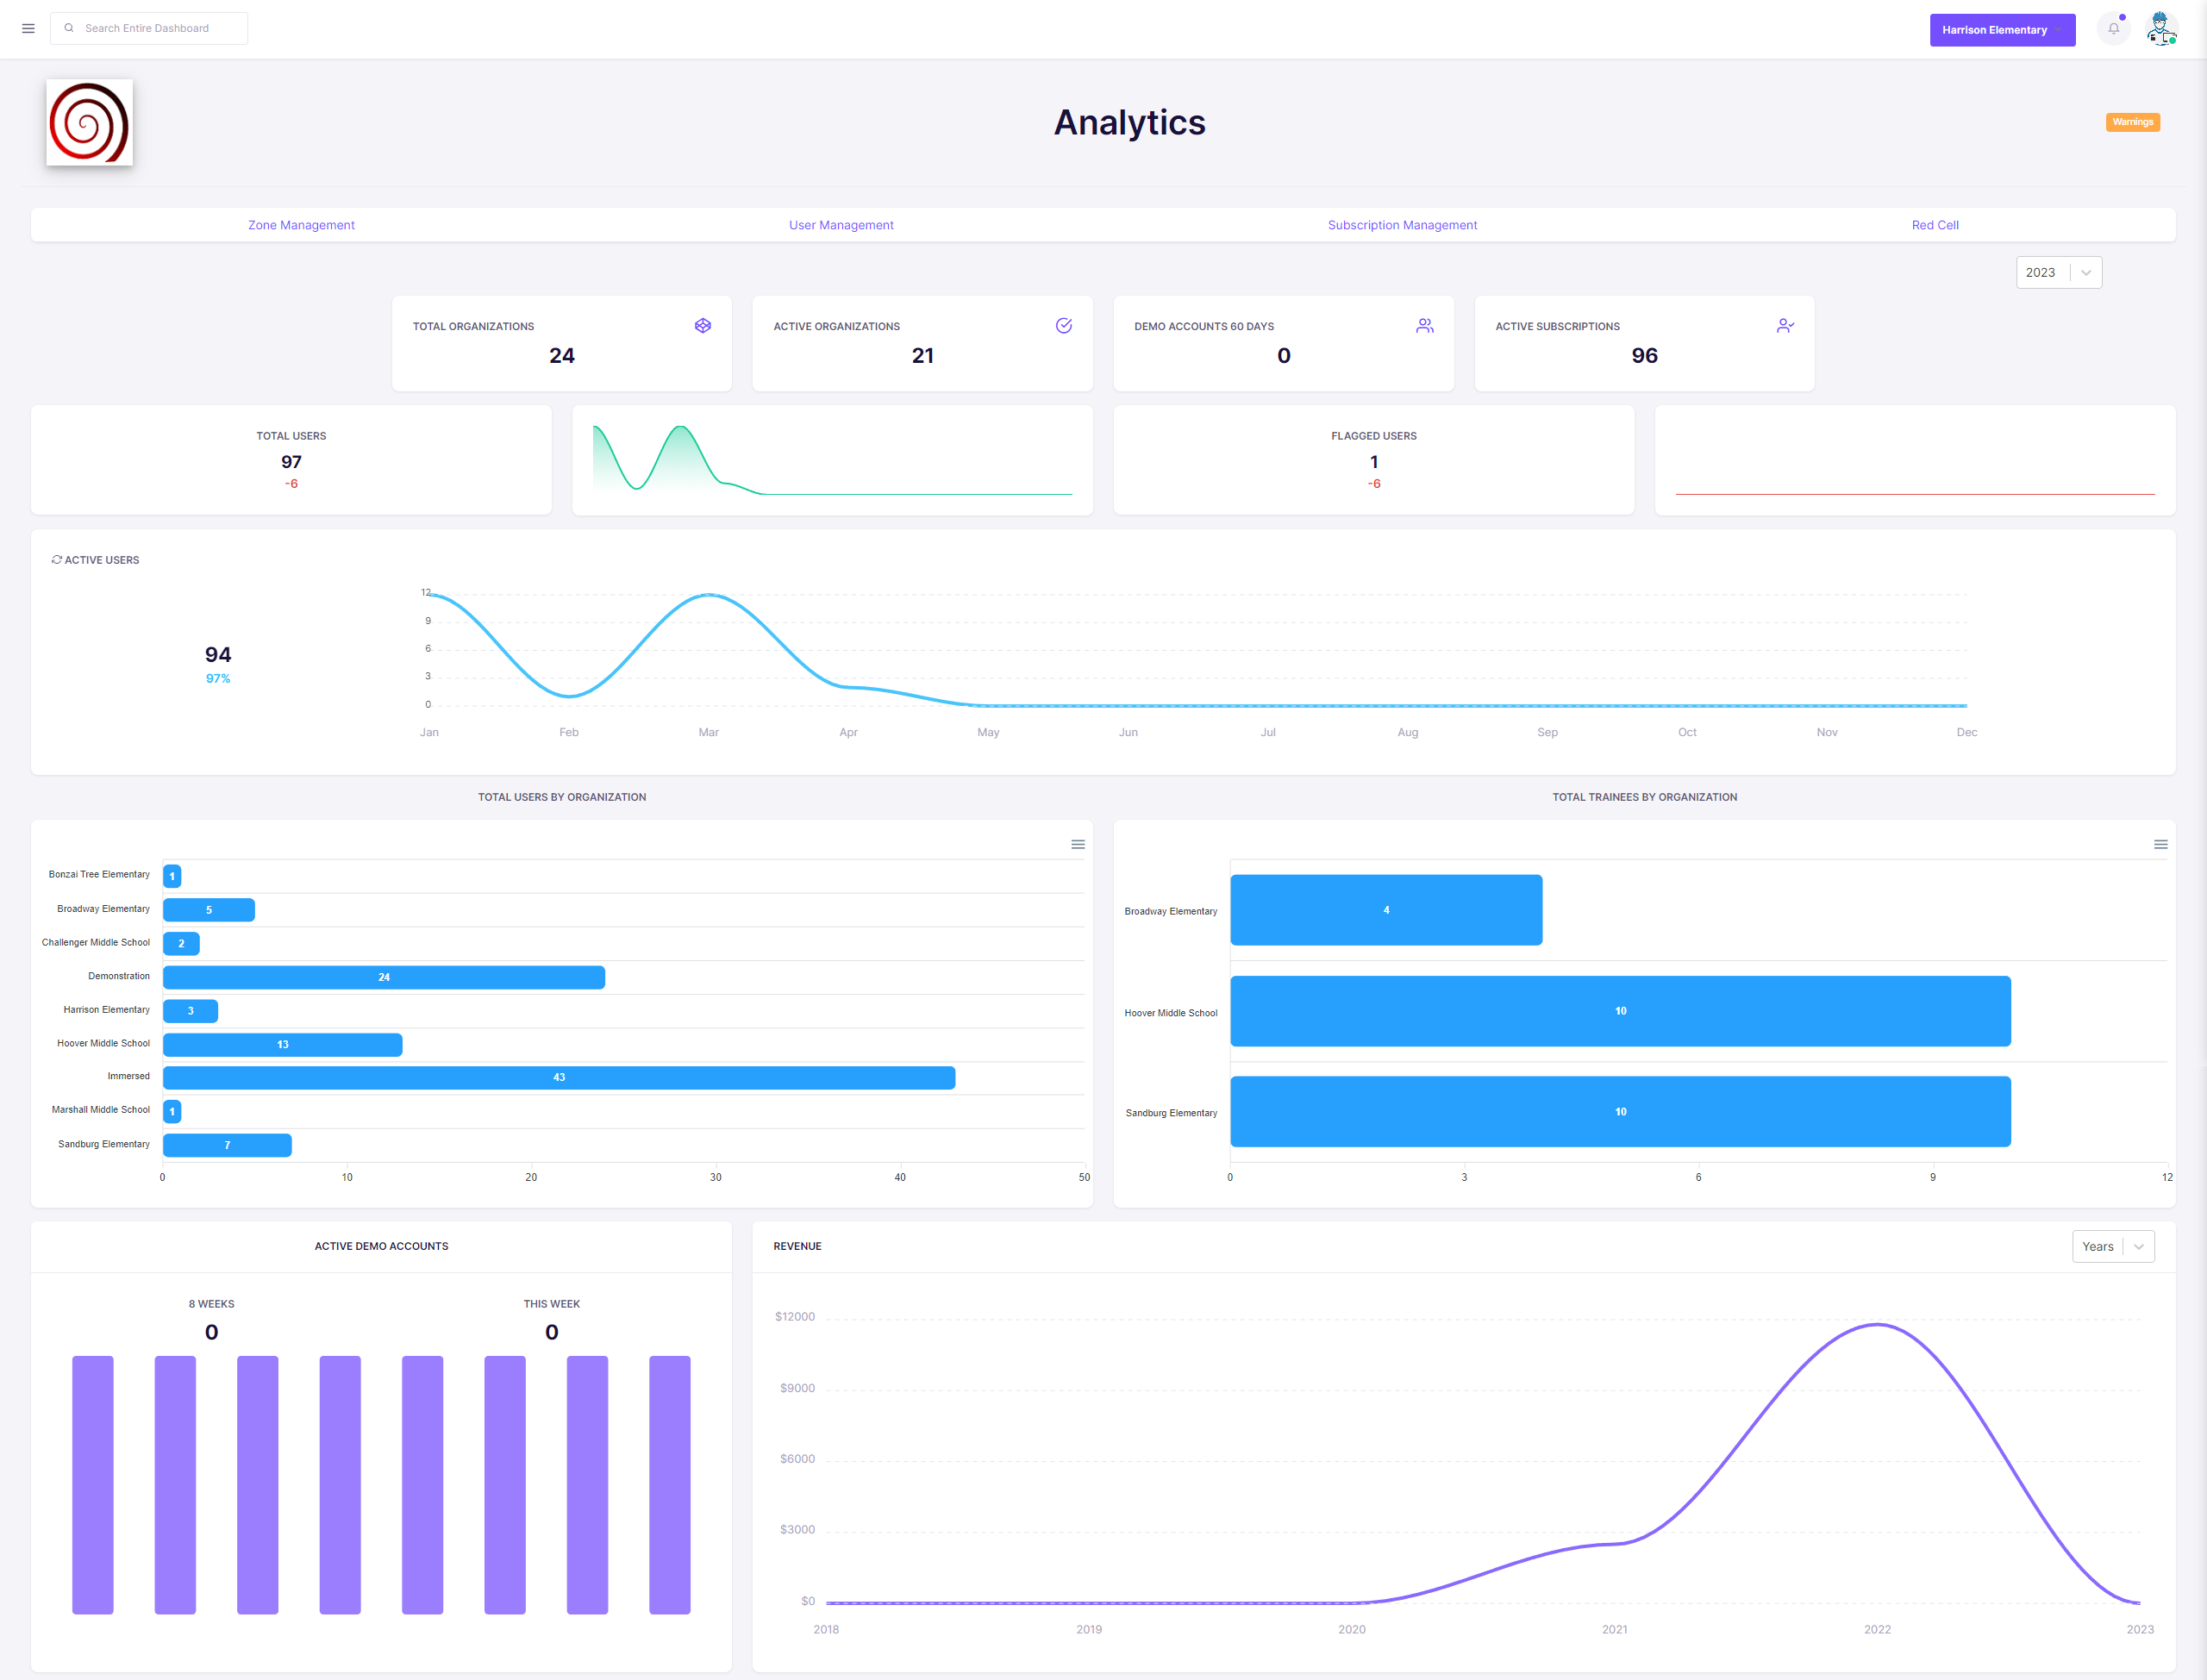 Search Entire Dashboard
Harrison Elementary
Analytics
Warnings
Zone Management
User Management
Subscription Management
Red Cell
2023
TOTAL ORGANIZATIONS
24
ACTIVE ORGANIZATIONS
21
DEMO ACCOUNTS 60 DAYS
0
ACTIVE SUBSCRIPTIONS
96
TOTAL USERS
97
-6
FLAGGED USERS
1
-6
ACTIVE USERS
94
97%
12
9
6
3
0
Jan Feb Mar Apr May Jun Jul Aug Sep Oct Nov Dec
TOTAL USERS BY ORGANIZATION
Bonzai Tree Elementary 1
Broadway Elementary 5
Challenger Middle School 2
Demonstration 24
Harrison Elementary 3
Hoover Middle School 13
Immersed 43
Marshall Middle School 1
Sandburg Elementary 7
0 10 20 30 40 50
TOTAL TRAINEES BY ORGANIZATION
Broadway Elementary 4
Hoover Middle School 10
Sandburg Elementary 10
0 3 6 9 12
ACTIVE DEMO ACCOUNTS
8 WEEKS
0
THIS WEEK
0
REVENUE
Years
$12000
$9000
$6000
$3000
$0
2018 2019 2020 2021 2022 2023